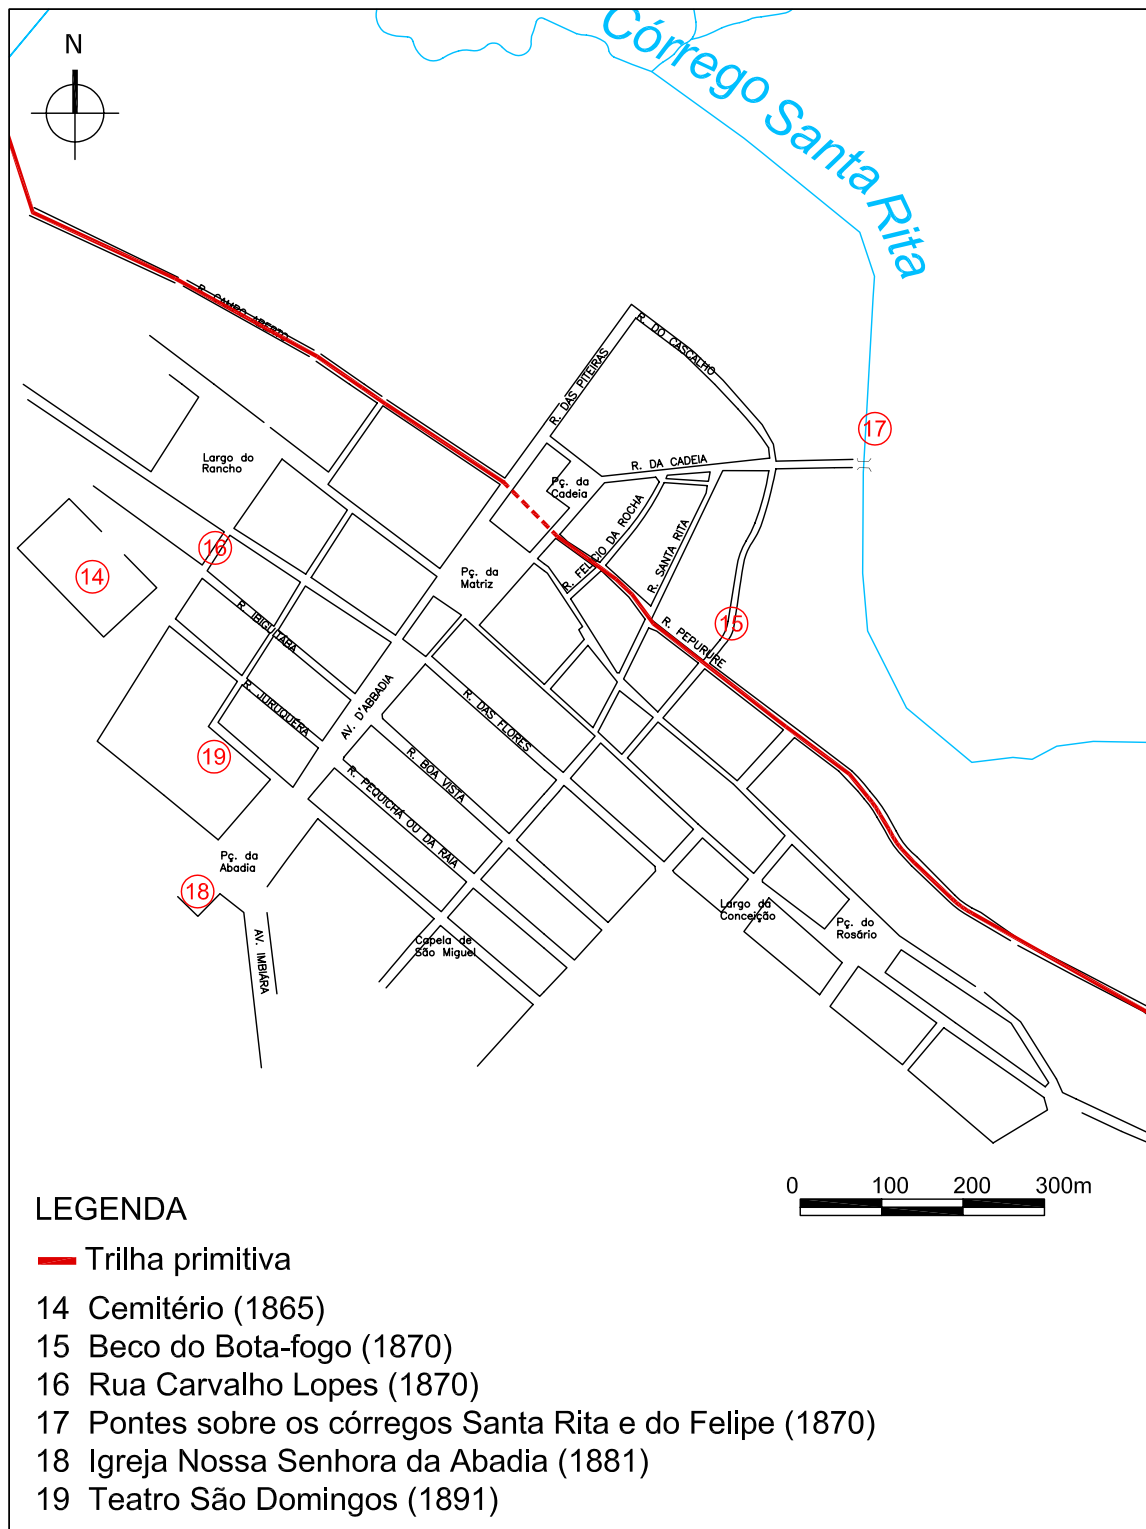 N
Córrego Santa Rita
R. CAMPO ABERTO
R. DO CASCALHO
R. DAS PITEIRAS
17
R. DA CADEIA
Largo do
Rancho
Pç. da
Cadeia
R. FELICIO DA ROCHA
R. SANTA RITA
16
14
Pç. da
Matriz
15
R. PEPURURE
R. IBIGUITABA
R. JURUQUÊRA
AV. D'ABBADIA
R. DAS FLORES
19
R. BOA VISTA
R. PEQUICHÁ OU DA RAIA
Pç. da
Abadia
18
Largo da
Conceição
Pç. do
Rosário
AV. IMBIÁRA
Capela de
São Miguel
0 100 200 300m
LEGENDA
Trilha primitiva
14 Cemitério (1865)
15 Beco do Bota-fogo (1870)
16 Rua Carvalho Lopes (1870)
17 Pontes sobre os córregos Santa Rita e do Felipe (1870)
18 Igreja Nossa Senhora da Abadia (1881)
19 Teatro São Domingos (1891)